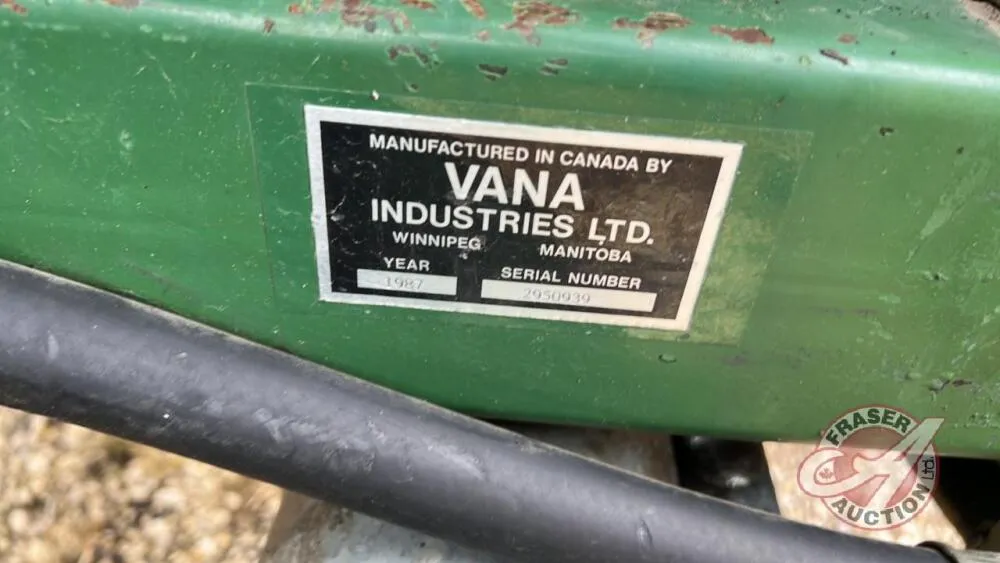 MANUFACTURED IN CANADA BY
VANA
INDUSTRIES LTD.
WINNIPEG MANITOBA
YEAR SERIAL NUMBER
1987 2950939
FRASER
AUCTION Ltd.